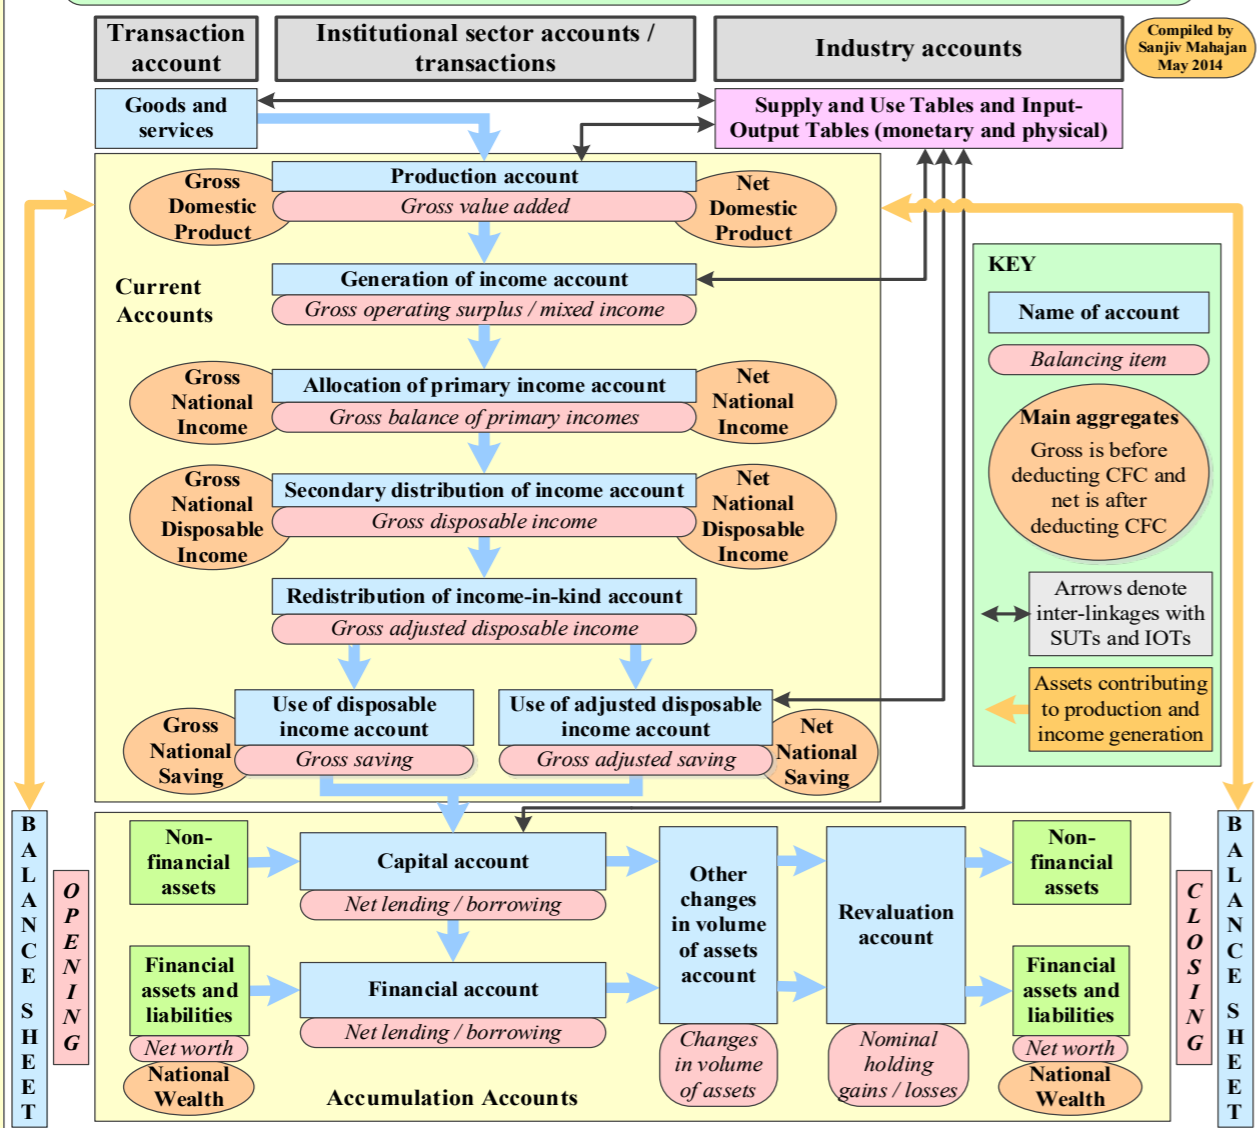 Transaction
account
Institutional sector accounts /
transactions
Industry accounts
Compiled by
Sanjiv Mahajan
May 2014
Goods and
services
Supply and Use Tables and Input-
Output Tables (monetary and physical)
Production account
Gross value added
Gross
Domestic
Product
Net
Domestic
Product
Current
Accounts
Generation of income account
Gross operating surplus / mixed income
Gross
National
Income
Allocation of primary income account
Gross balance of primary incomes
Net
National
Income
Gross
National
Disposable
Income
Secondary distribution of income account
Gross disposable income
Net
National
Disposable
Income
Redistribution of income-in-kind account
Gross adjusted disposable income
Gross
National
Saving
Use of disposable
income account
Gross saving
Use of adjusted disposable
income account
Gross adjusted saving
Net
National
Saving
KEY
Name of account
Balancing item
Main aggregates
Gross is before
deducting CFC and
net is after
deducting CFC
Arrows denote
inter-linkages with
SUTs and IOTs
Assets contributing
to production and
income generation
BALANCE SHEET
OPENING
Non-
financial
assets
Capital account
Net lending / borrowing
Financial
assets and
liabilities
Net worth
National
Wealth
Financial account
Net lending / borrowing
Accumulation Accounts
Other
changes
in volume
of assets
account
Changes
in volume
of assets
Revaluation
account
Nominal
holding
gains / losses
Non-
financial
assets
Financial
assets and
liabilities
Net worth
National
Wealth
CLOSING
BALANCE SHEET